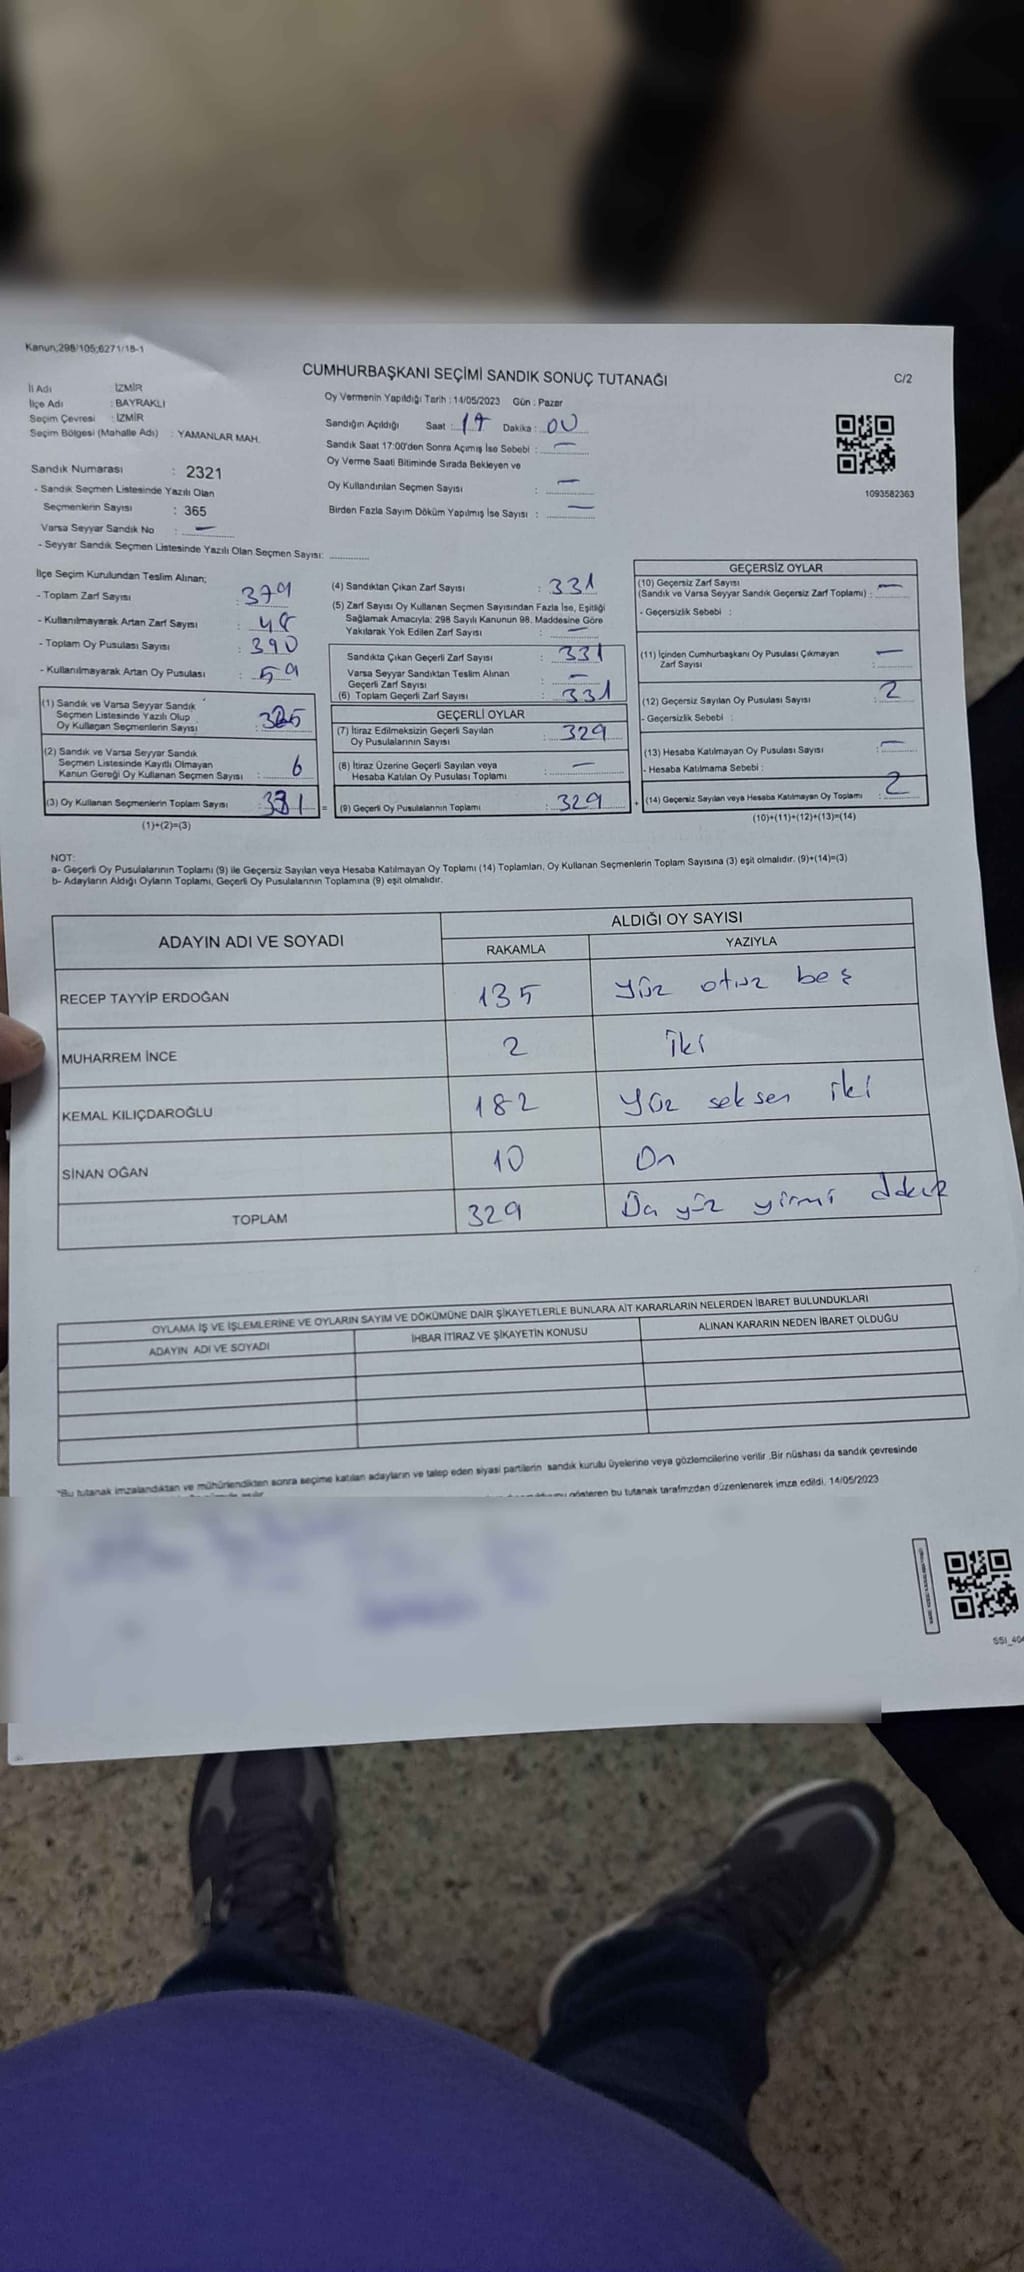 Kanun;298/105;6271/18-1
CUMHURBAŞKANI SEÇİMİ SANDIK SONUÇ TUTANAĞI
C/2
İl Adı : İZMİR
İlçe Adı : BAYRAKLI
Seçim Çevresi : İZMİR
Seçim Bölgesi (Mahalle Adı) : YAMANLAR MAH.
Sandık Numarası : 2321
- Sandık Seçmen Listesinde Yazılı Olan
Seçmenlerin Sayısı : 365
Varsa Seyyar Sandık No : —
- Seyyar Sandık Seçmen Listesinde Yazılı Olan Seçmen Sayısı: ............
Oy Vermenin Yapıldığı Tarih : 14/05/2023 Gün : Pazar
Sandığın Açıldığı Saat : 17 Dakika : 00
Sandık Saat 17:00'den Sonra Açımış İse Sebebi : —
Oy Verme Saati Bitiminde Sırada Bekleyen ve
Oy Kullandırılan Seçmen Sayısı : —
Birden Fazla Sayım Döküm Yapılmış İse Sayısı : —
1093582363
İlçe Seçim Kurulundan Teslim Alınan;
- Toplam Zarf Sayısı : 379
- Kullanılmayarak Artan Zarf Sayısı : 48
- Toplam Oy Pusulası Sayısı : 390
- Kullanılmayarak Artan Oy Pusulası : 59
(1) Sandık ve Varsa Seyyar Sandık
Seçmen Listesinde Yazılı Olup
Oy Kullaçan Seçmenlerin Sayısı : 325
(2) Sandık ve Varsa Seyyar Sandık
Seçmen Listesinde Kayıtlı Olmayan
Kanun Gereği Oy Kullanan Seçmen Sayısı : 6
(3) Oy Kullanan Seçmenlerin Toplam Sayısı : 331
(1)+(2)=(3)
(4) Sandıktan Çıkan Zarf Sayısı : 331
(5) Zarf Sayısı Oy Kullanan Seçmen Sayısından Fazla İse, Eşitliği
Sağlamak Amacıyla; 298 Sayılı Kanunun 98. Maddesine Göre
Yakılarak Yok Edilen Zarf Sayısı : —
Sandıkta Çıkan Geçerli Zarf Sayısı : 331
Varsa Seyyar Sandıktan Teslim Alınan
Geçerli Zarf Sayısı : —
(6) Toplam Geçerli Zarf Sayısı : 331
GEÇERLİ OYLAR
(7) İtiraz Edilmeksizin Geçerli Sayılan
Oy Pusulalarının Sayısı : 329
(8) İtiraz Üzerine Geçerli Sayılan veya
Hesaba Katılan Oy Pusulası Toplamı : —
= (9) Geçerli Oy Pusulalarının Toplamı : 329
GEÇERSİZ OYLAR
(10) Geçersiz Zarf Sayısı
(Sandık ve Varsa Seyyar Sandık Geçersiz Zarf Toplamı) : —
- Geçersizlik Sebebi :
(11) İçinden Cumhurbaşkanı Oy Pusulası Çıkmayan
Zarf Sayısı : —
(12) Geçersiz Sayılan Oy Pusulası Sayısı : 2
- Geçersizlik Sebebi :
(13) Hesaba Katılmayan Oy Pusulası Sayısı : —
- Hesaba Katılmama Sebebi :
+ (14) Geçersiz Sayılan veya Hesaba Katılmayan Oy Toplamı : 2
(10)+(11)+(12)+(13)=(14)
NOT:
a- Geçerli Oy Pusulalarının Toplamı (9) ile Geçersiz Sayılan veya Hesaba Katılmayan Oy Toplamı (14) Toplamları, Oy Kullanan Seçmenlerin Toplam Sayısına (3) eşit olmalıdır. (9)+(14)=(3)
b- Adayların Aldığı Oyların Toplamı, Geçerli Oy Pusulalarının Toplamına (9) eşit olmalıdır.
ADAYIN ADI VE SOYADI ALDIĞI OY SAYISI
RAKAMLA YAZIYLA
RECEP TAYYİP ERDOĞAN 135 yüz otuz beş
MUHARREM İNCE 2 iki
KEMAL KILIÇDAROĞLU 182 yüz seksen iki
SİNAN OĞAN 10 On
TOPLAM 329 yüz yirmi
OYLAMA İŞ VE İŞLEMLERİNE VE OYLARIN SAYIM VE DÖKÜMÜNE DAİR ŞİKAYETLERLE BUNLARA AİT KARARLARIN NELERDEN İBARET BULUNDUKLARI
ADAYIN ADI VE SOYADI İHBAR İTİRAZ VE ŞİKAYETİN KONUSU ALINAN KARARIN NEDEN İBARET OLDUĞU
"Bu tutanak imzalandıktan ve mühürlendikten sonra seçime katılan adayların ve talep eden siyasi partilerin sandık kurulu üyelerine veya gözlemcilerine verilir .Bir nüshası da sandık çevresinde
gösteren bu tutanak tarafımızdan düzenlenerek imza edildi. 14/05/2023